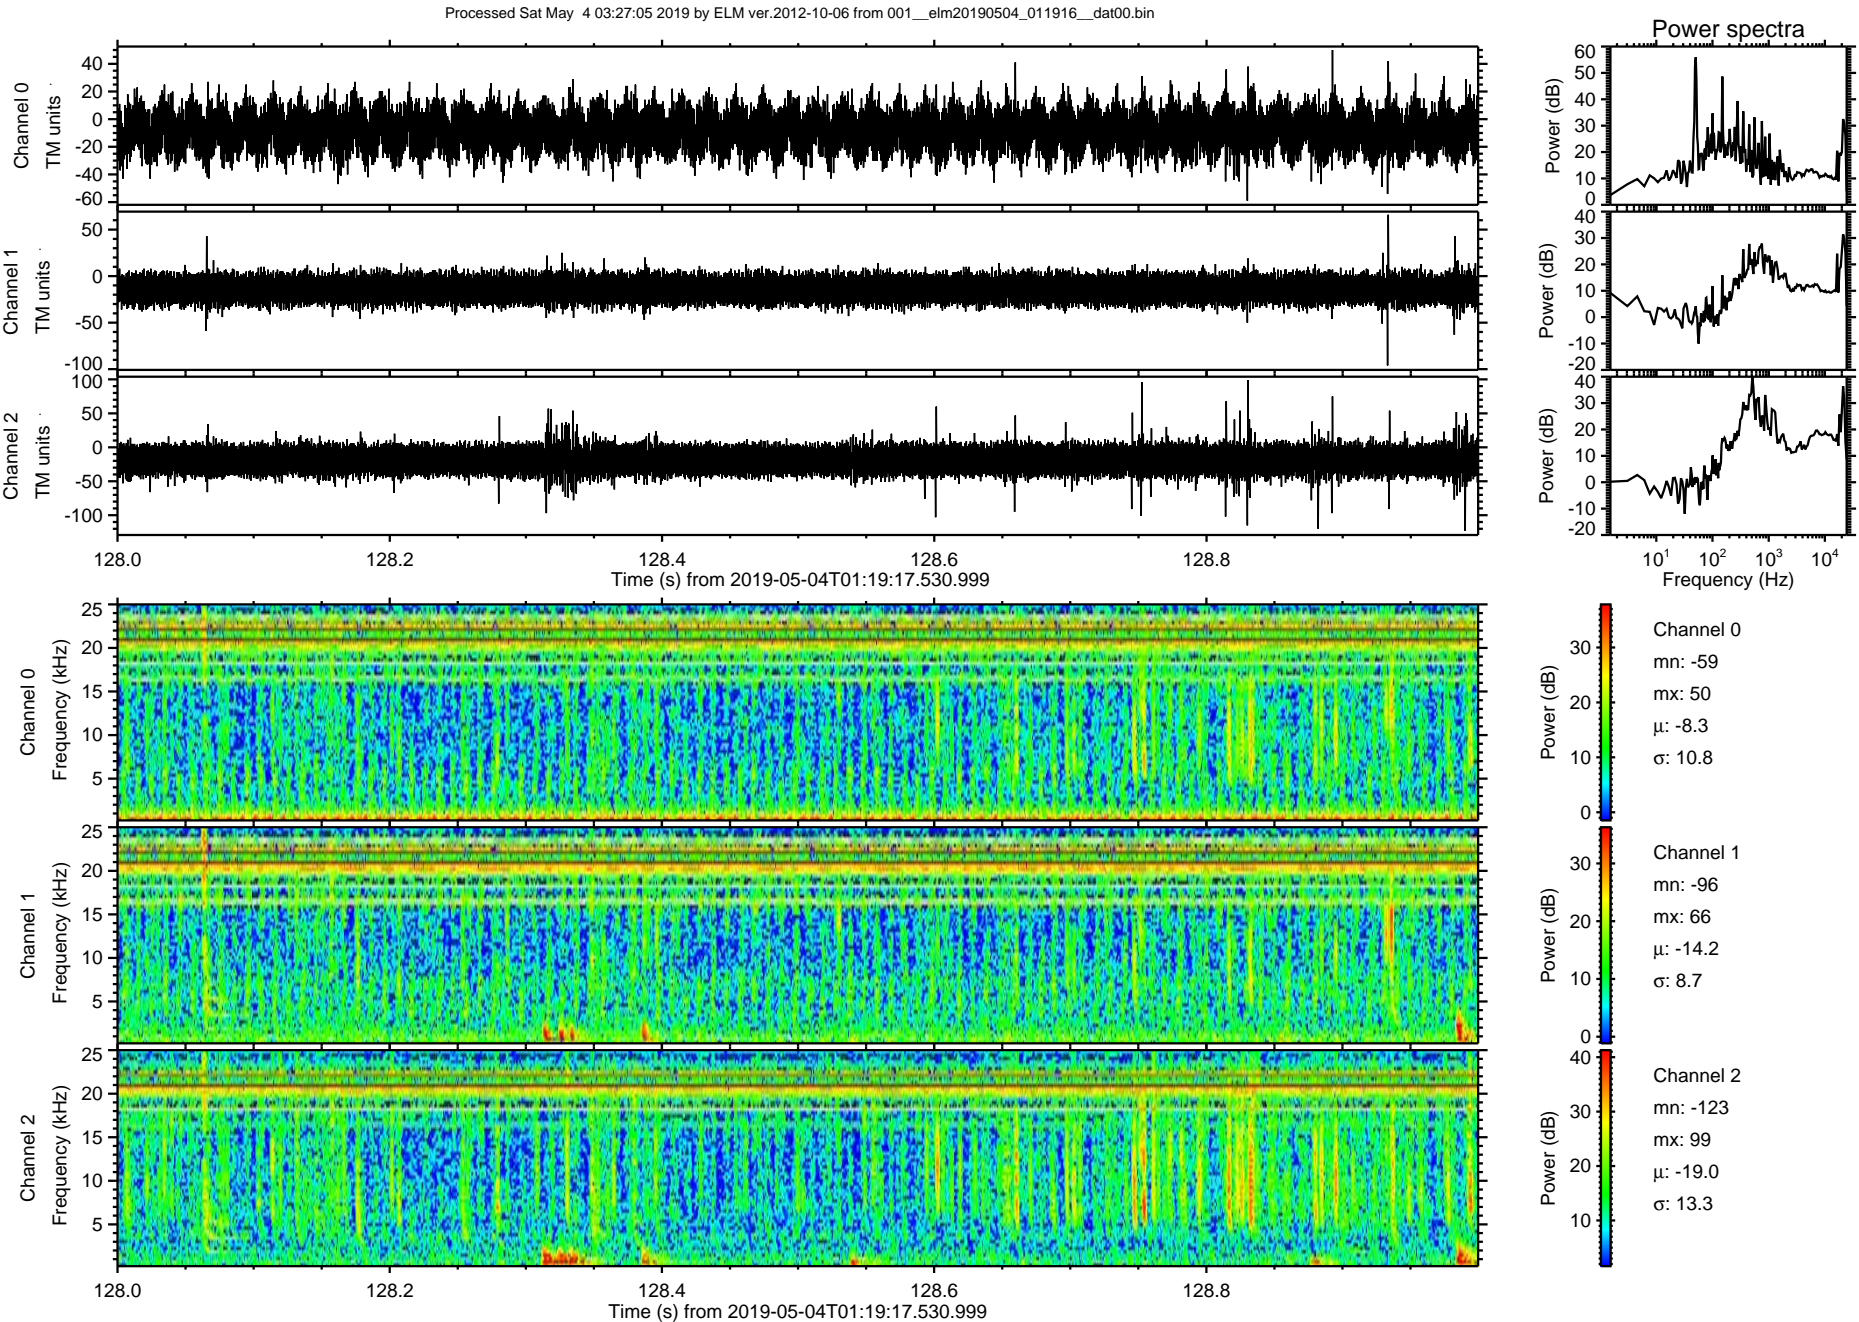 Processed Sat May  4 03:27:05 2019 by ELM ver.2012-10-06 from 001__elm20190504_011916__dat00.bin
Power spectra
Channel 0
TM units
40
20
0
-20
-40
-60
Power (dB)
60
50
40
30
20
10
0
Channel 1
TM units
50
0
-50
-100
Power (dB)
40
30
20
10
0
-10
-20
Channel 2
TM units
100
50
0
-50
-100
Power (dB)
40
30
20
10
0
-10
-20
128.0 128.2 128.4 128.6 128.8
Time (s) from 2019-05-04T01:19:17.530.999
10¹ 10² 10³ 10⁴
Frequency (Hz)
Channel 0
Frequency (kHz)
25
20
15
10
5
Power (dB)
30
20
10
0
Channel 0
mn: -59
mx: 50
μ: -8.3
σ: 10.8
Channel 1
Frequency (kHz)
25
20
15
10
5
Power (dB)
30
20
10
0
Channel 1
mn: -96
mx: 66
μ: -14.2
σ: 8.7
Channel 2
Frequency (kHz)
25
20
15
10
5
Power (dB)
40
30
20
10
Channel 2
mn: -123
mx: 99
μ: -19.0
σ: 13.3
128.0 128.2 128.4 128.6 128.8
Time (s) from 2019-05-04T01:19:17.530.999